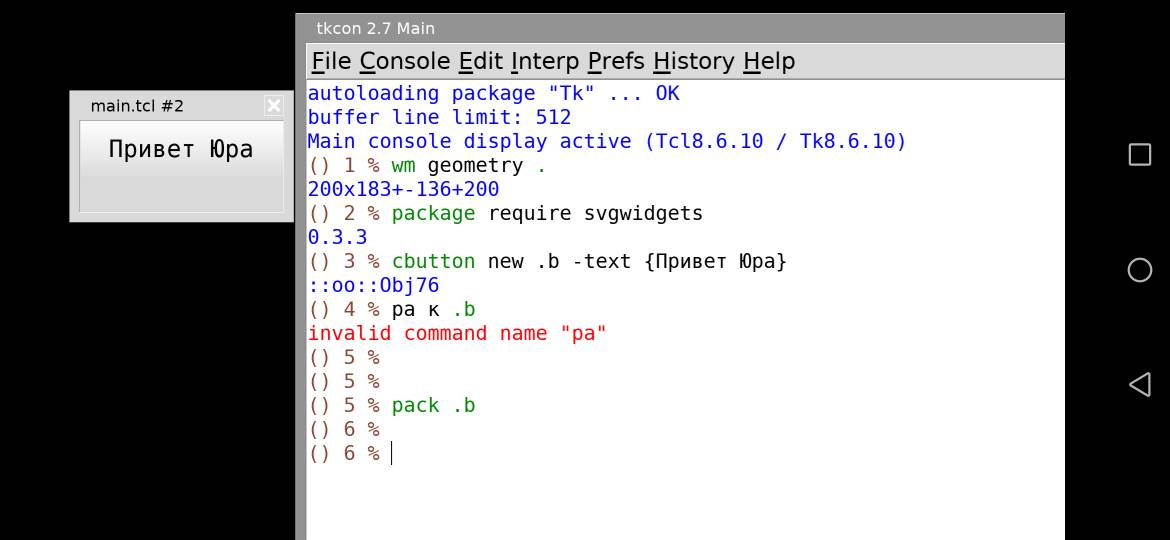 main.tcl #2
Привет Юра
tkcon 2.7 Main
File Console Edit Interp Prefs History Help
autoloading package "Tk" ... OK
buffer line limit: 512
Main console display active (Tcl8.6.10 / Tk8.6.10)
() 1 % wm geometry .
200x183+-136+200
() 2 % package require svgwidgets
0.3.3
() 3 % cbutton new .b -text {Привет Юра}
::oo::Obj76
() 4 % ра к .b
invalid command name "ра"
() 5 %
() 5 %
() 5 % pack .b
() 6 %
() 6 %